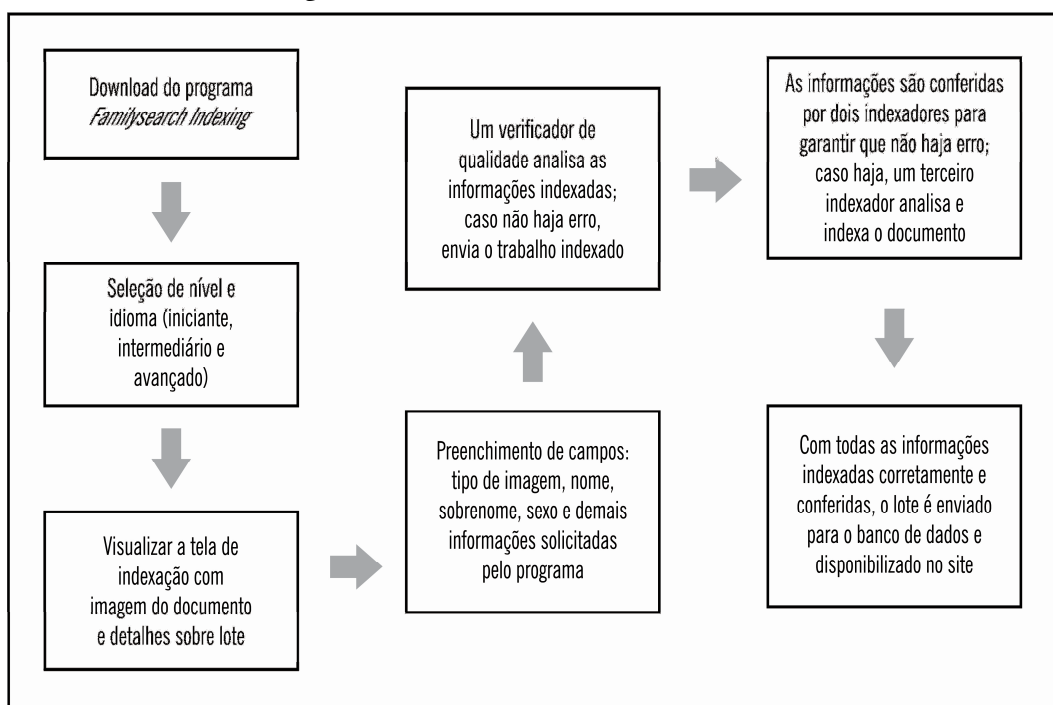 Download do programa
Familysearch Indexing
Seleção de nível e
idioma (iniciante,
intermediário e
avançado)
Visualizar a tela de
indexação com
imagem do documento
e detalhes sobre lote
Preenchimento de campos:
tipo de imagem, nome,
sobrenome, sexo e demais
informações solicitadas
pelo programa
Um verificador de
qualidade analisa as
informações indexadas;
caso não haja erro,
envia o trabalho indexado
As informações são conferidas
por dois indexadores para
garantir que não haja erro;
caso haja, um terceiro
indexador analisa e
indexa o documento
Com todas as informações
indexadas corretamente e
conferidas, o lote é enviado
para o banco de dados e
disponibilizado no site